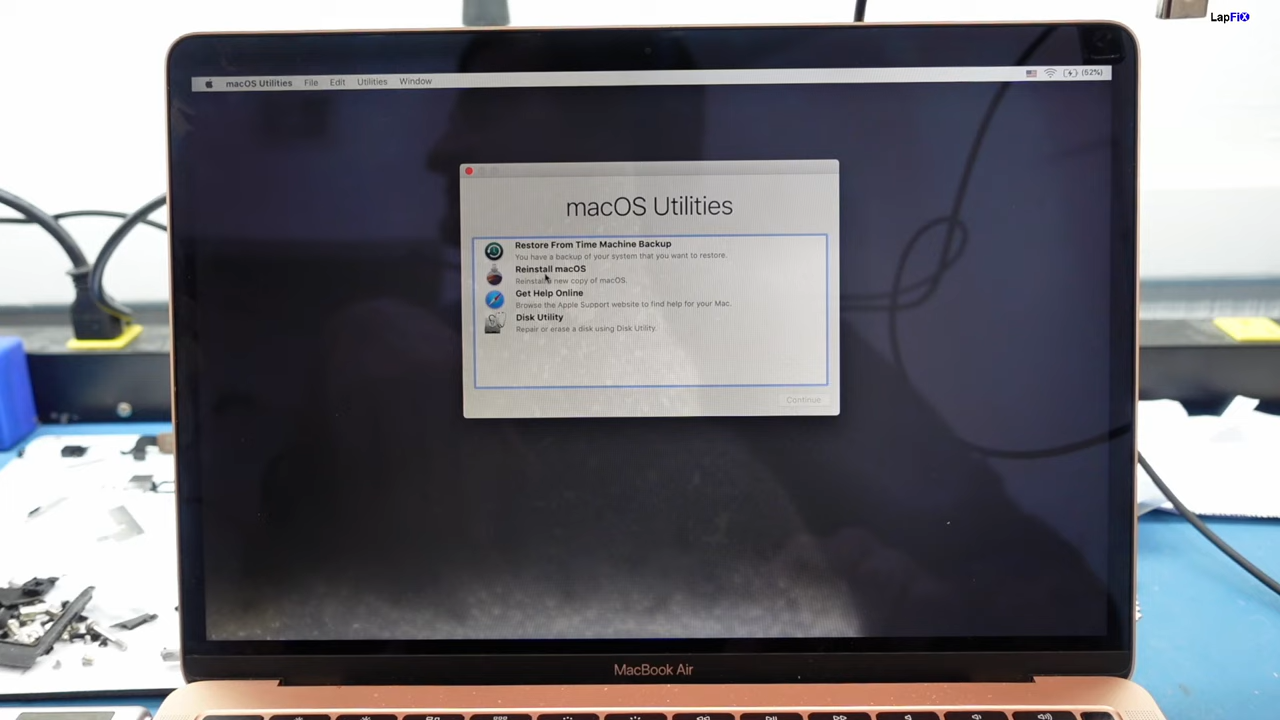 LapFiX
macOS Utilities File Edit Utilities Window (52%)
macOS Utilities
Restore From Time Machine Backup
You have a backup of your system that you want to restore.
Reinstall macOS
Reinstall new copy of macOS.
Get Help Online
Browse the Apple Support website to find help for your Mac.
Disk Utility
Repair or erase a disk using Disk Utility.
Continue
MacBook Air